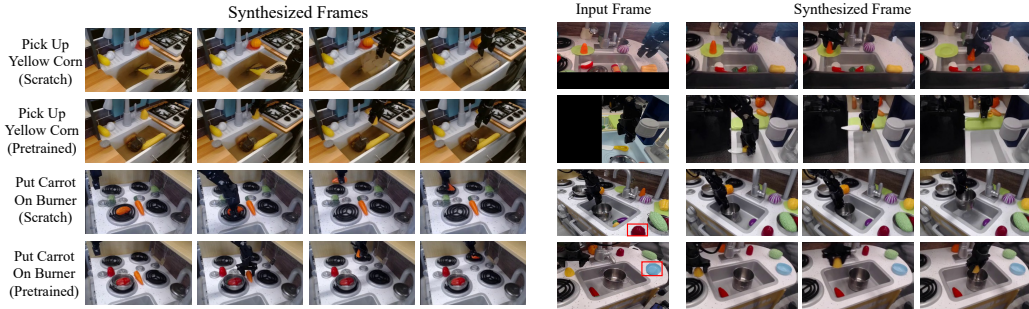 Synthesized Frames
Input Frame
Synthesized Frame
Pick Up
Yellow Corn
(Scratch)
Pick Up
Yellow Corn
(Pretrained)
Put Carrot
On Burner
(Scratch)
Put Carrot
On Burner
(Pretrained)